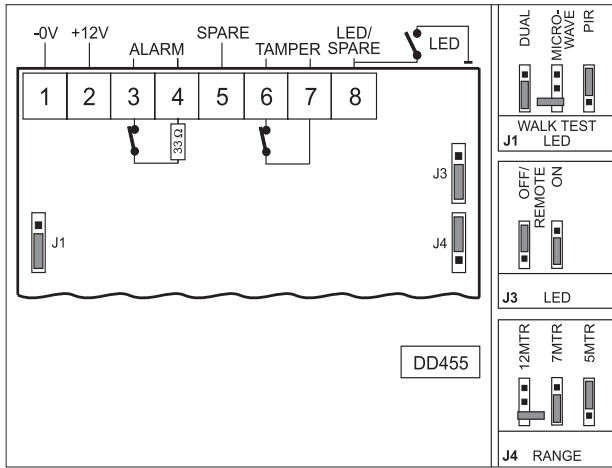 -0V +12V ALARM SPARE TAMPER LED/
SPARE LED
1 2 3 4 5 6 7 8
33 Ω
J3
J1
J4
DD455
DUAL MICRO-
WAVE PIR
WALK TEST
J1 LED
OFF/
REMOTE ON
J3 LED
12MTR 7MTR 5MTR
J4 RANGE